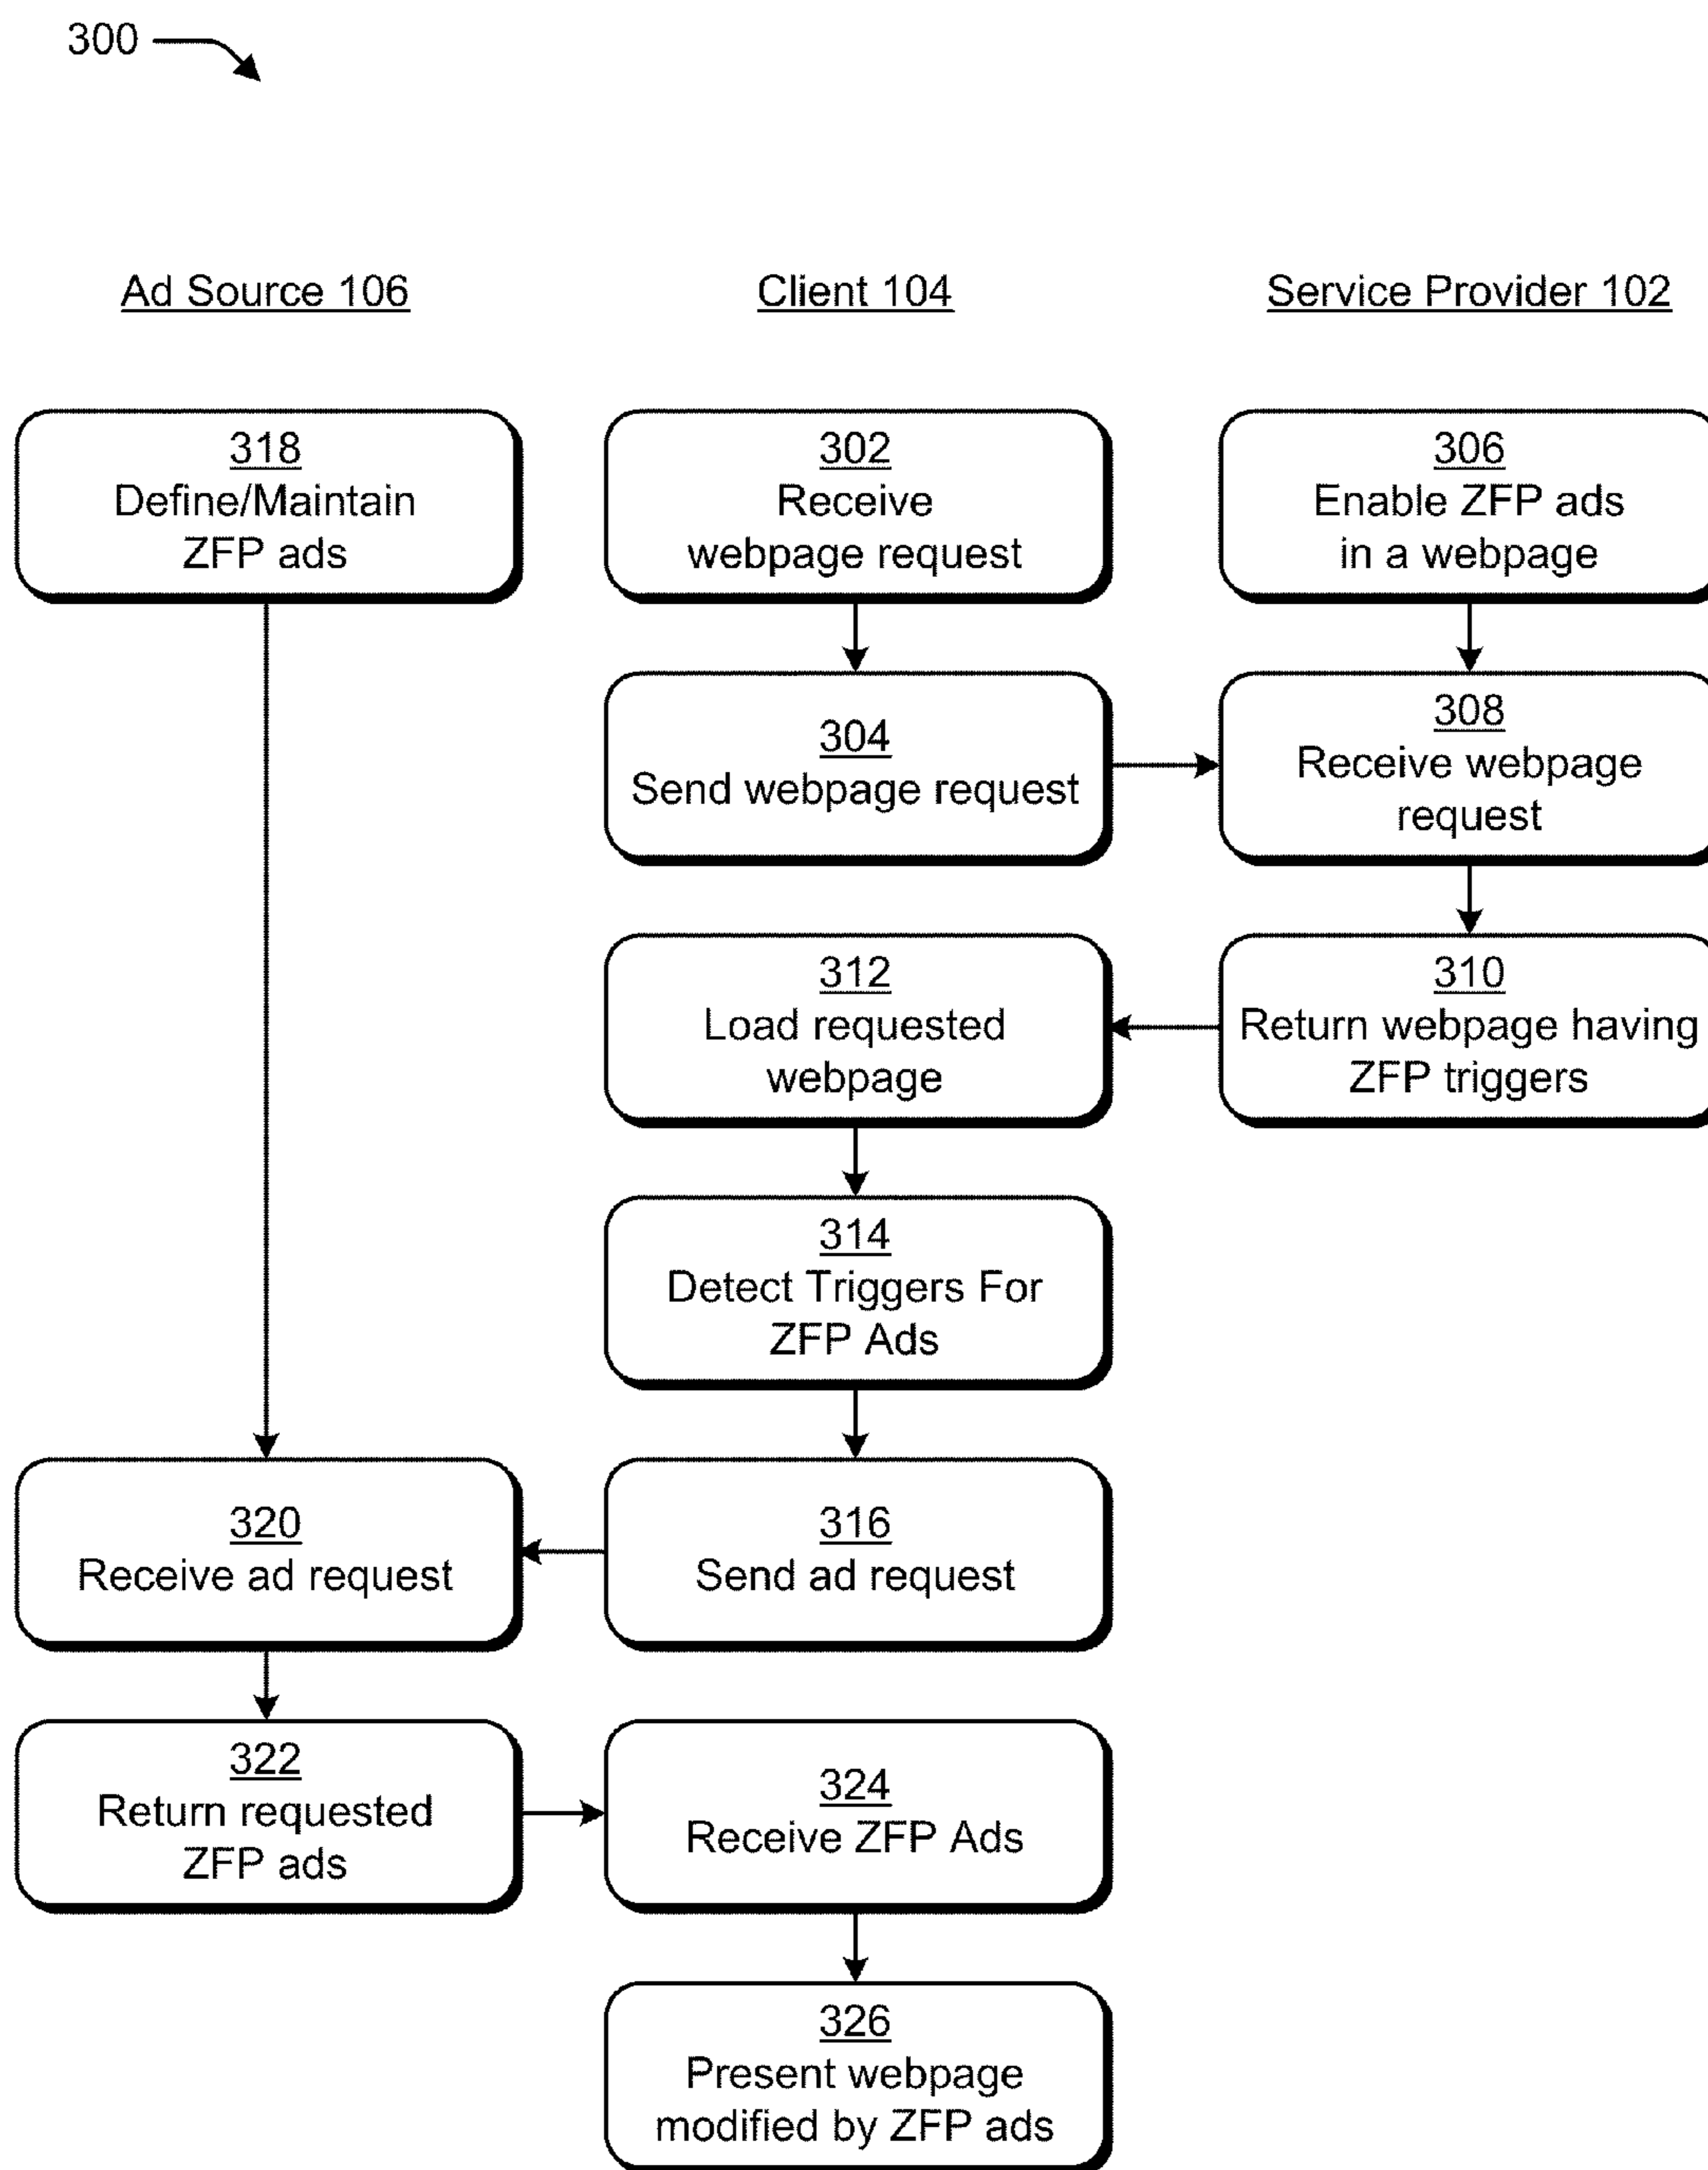 300
Ad Source 106
Client 104
Service Provider 102
318
Define/Maintain
ZFP ads
302
Receive
webpage request
306
Enable ZFP ads
in a webpage
304
Send webpage request
308
Receive webpage
request
312
Load requested
webpage
310
Return webpage having
ZFP triggers
314
Detect Triggers For
ZFP Ads
320
Receive ad request
316
Send ad request
322
Return requested
ZFP ads
324
Receive ZFP Ads
326
Present webpage
modified by ZFP ads